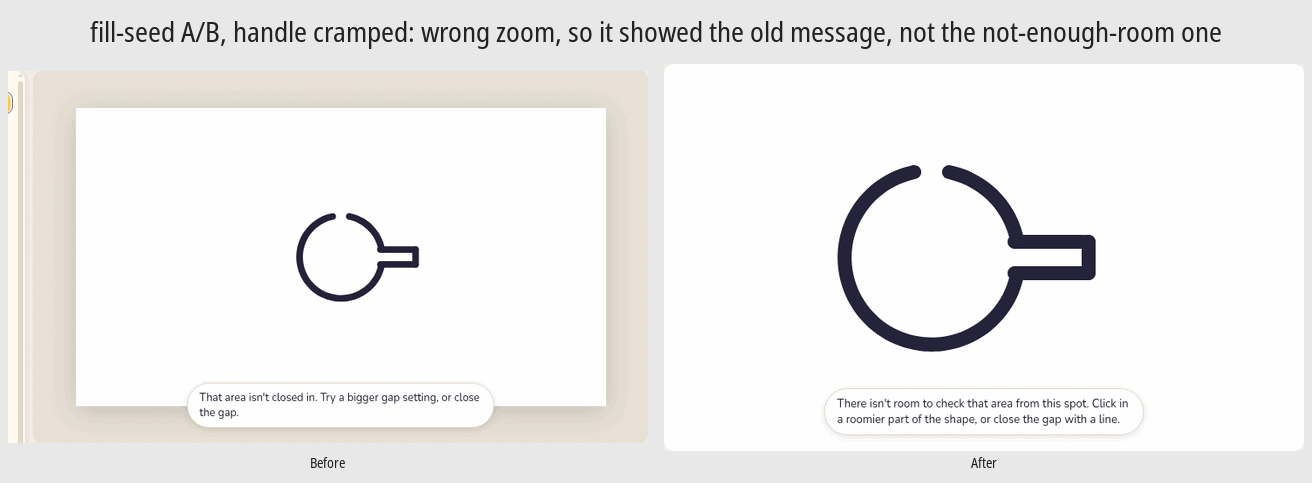 fill-seed A/B, handle cramped: wrong zoom, so it showed the old message, not the not-enough-room one
That area isn't closed in. Try a bigger gap setting, or close
the gap.
There isn't room to check that area from this spot. Click in
a roomier part of the shape, or close the gap with a line.
Before
After